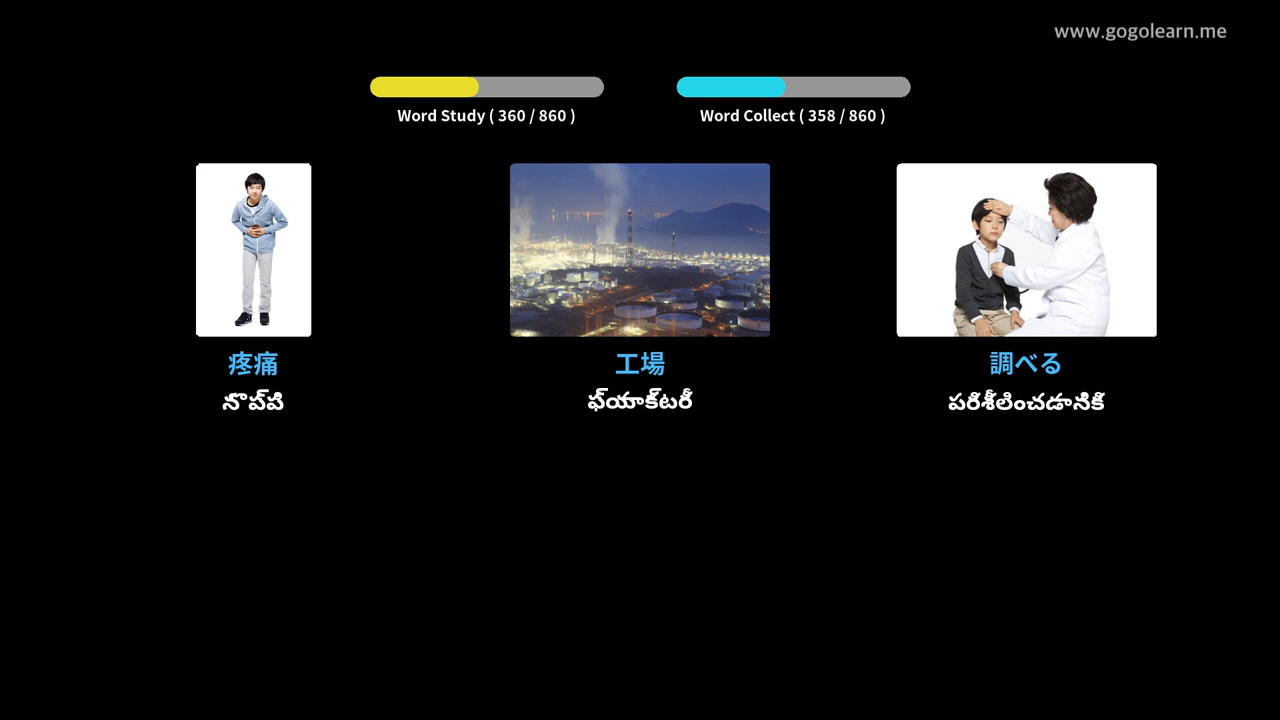 www.gogolearn.me
Word Study ( 360 / 860 )
Word Collect ( 358 / 860 )
疼痛
工場
調べる
నొప్పి
ఫ్యాక్టరీ
పరిశీలించడానికి